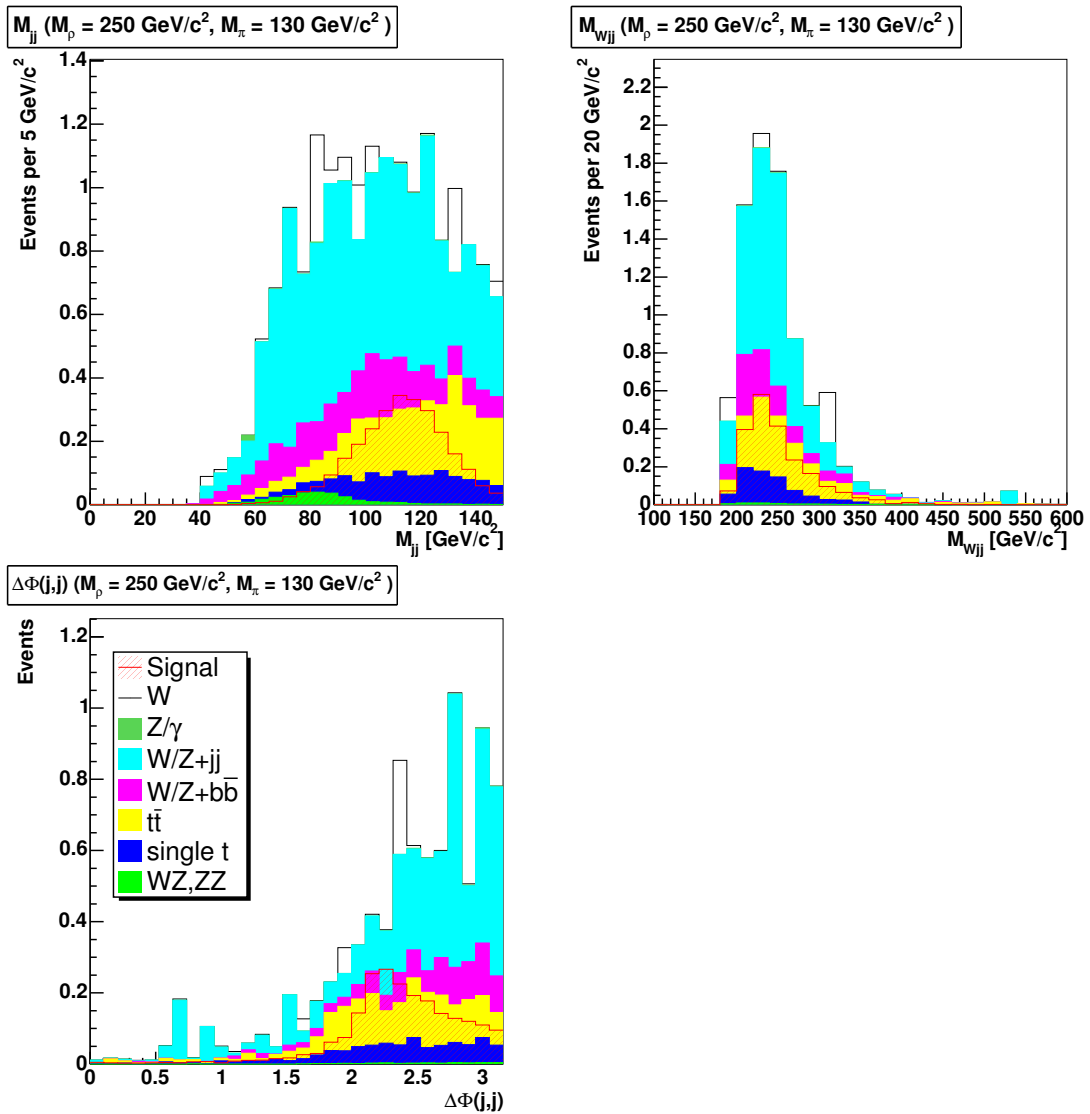 M_jj (M_ρ = 250 GeV/c², M_π = 130 GeV/c² )
Events per 5 GeV/c²
1.4
1.2
1
0.8
0.6
0.4
0.2
0
0 20 40 60 80 100 120 140
M_jj [GeV/c²]
M_Wjj (M_ρ = 250 GeV/c², M_π = 130 GeV/c² )
Events per 20 GeV/c²
2.2
2
1.8
1.6
1.4
1.2
1
0.8
0.6
0.4
0.2
0
100 150 200 250 300 350 400 450 500 550 600
M_Wjj [GeV/c²]
ΔΦ(j,j) (M_ρ = 250 GeV/c², M_π = 130 GeV/c² )
Events
1.2
1
0.8
0.6
0.4
0.2
0
Signal
W
Z/γ
W/Z+jj
W/Z+bb̄
tt̄
single t
WZ,ZZ
0 0.5 1 1.5 2 2.5 3
ΔΦ(j,j)